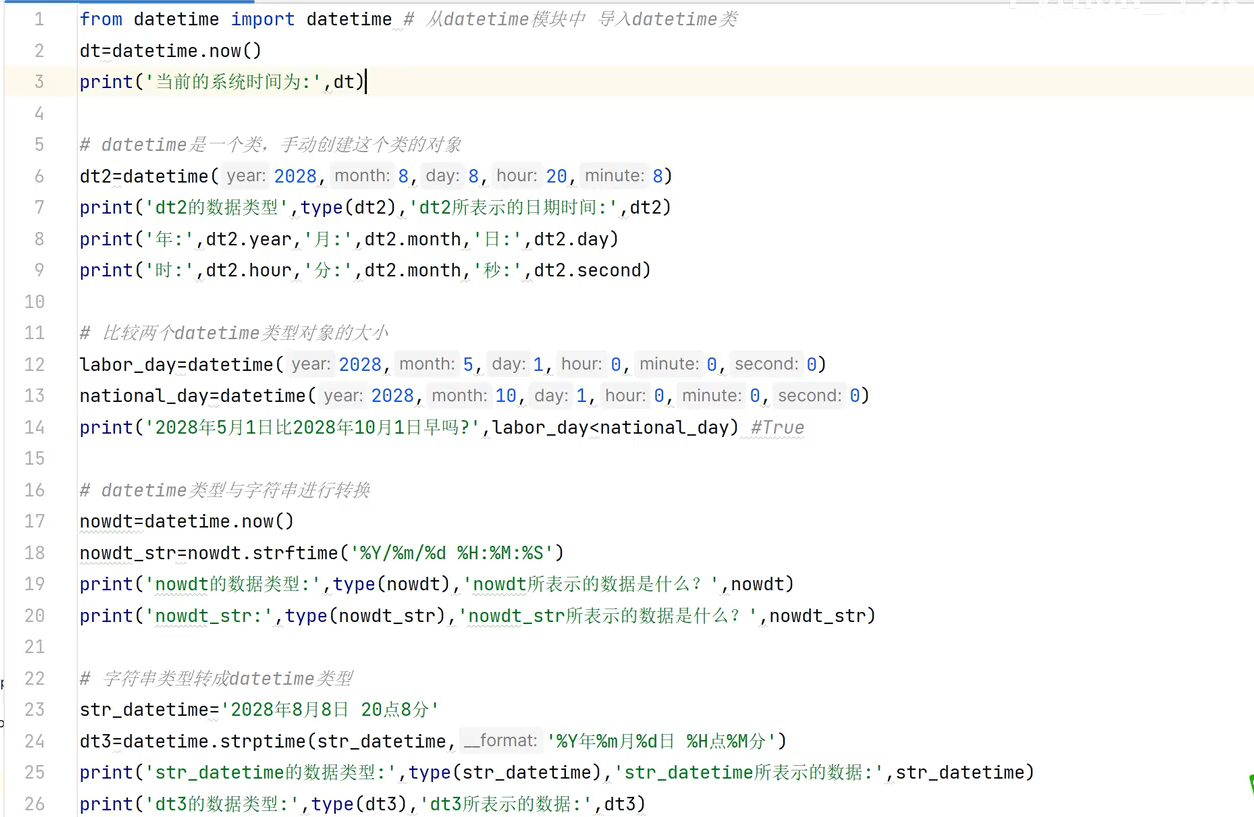 1 from datetime import datetime # 从datetime模块中 导入datetime类
2 dt=datetime.now()
3 print('当前的系统时间为:',dt)
4
5 # datetime是一个类，手动创建这个类的对象
6 dt2=datetime( year: 2028, month: 8, day: 8, hour: 20, minute: 8)
7 print('dt2的数据类型',type(dt2),'dt2所表示的日期时间:',dt2)
8 print('年:',dt2.year,'月:',dt2.month,'日:',dt2.day)
9 print('时:',dt2.hour,'分:',dt2.month,'秒:',dt2.second)
10
11 # 比较两个datetime类型对象的大小
12 labor_day=datetime( year: 2028, month: 5, day: 1, hour: 0, minute: 0, second: 0)
13 national_day=datetime( year: 2028, month: 10, day: 1, hour: 0, minute: 0, second: 0)
14 print('2028年5月1日比2028年10月1日早吗?',labor_day<national_day) #True
15
16 # datetime类型与字符串进行转换
17 nowdt=datetime.now()
18 nowdt_str=nowdt.strftime('%Y/%m/%d %H:%M:%S')
19 print('nowdt的数据类型:',type(nowdt),'nowdt所表示的数据是什么？',nowdt)
20 print('nowdt_str:',type(nowdt_str),'nowdt_str所表示的数据是什么？',nowdt_str)
21
22 # 字符串类型转成datetime类型
23 str_datetime='2028年8月8日 20点8分'
24 dt3=datetime.strptime(str_datetime, __format: '%Y年%m月%d日 %H点%M分')
25 print('str_datetime的数据类型:',type(str_datetime),'str_datetime所表示的数据:',str_datetime)
26 print('dt3的数据类型:',type(dt3),'dt3所表示的数据:',dt3)